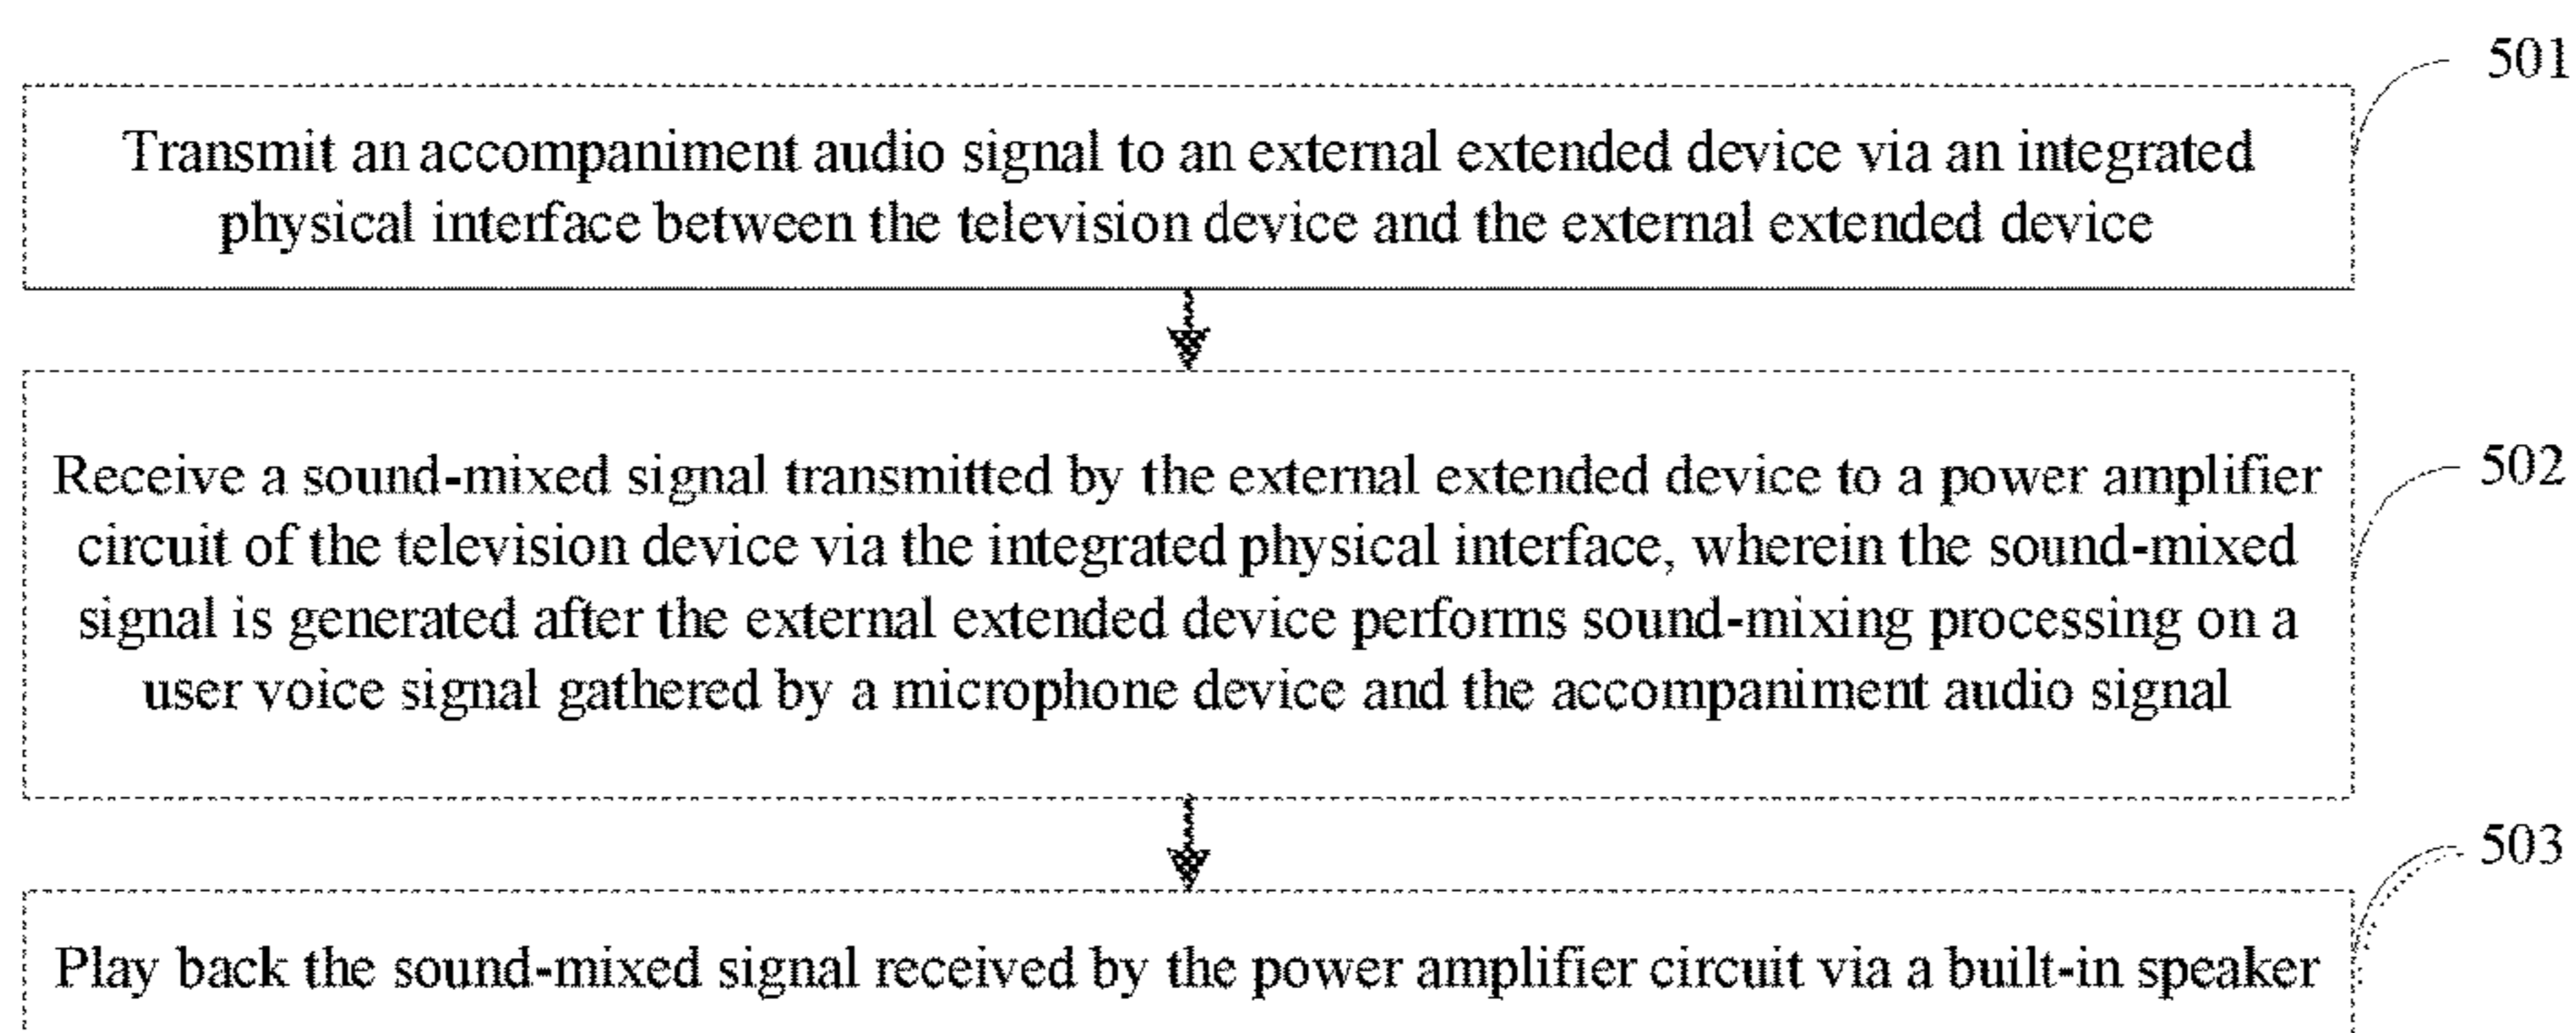 501
Transmit an accompaniment audio signal to an external extended device via an integrated
physical interface between the television device and the external extended device
Receive a sound-mixed signal transmitted by the external extended device to a power amplifier
502
circuit of the television device via the integrated physical interface, wherein the sound-mixed
signal is generated after the external extended device performs sound-mixing processing on a
user voice signal gathered by a microphone device and the accompaniment audio signal
503
Play back the sound-mixed signal received by the power amplifier circuit via a built-in speaker